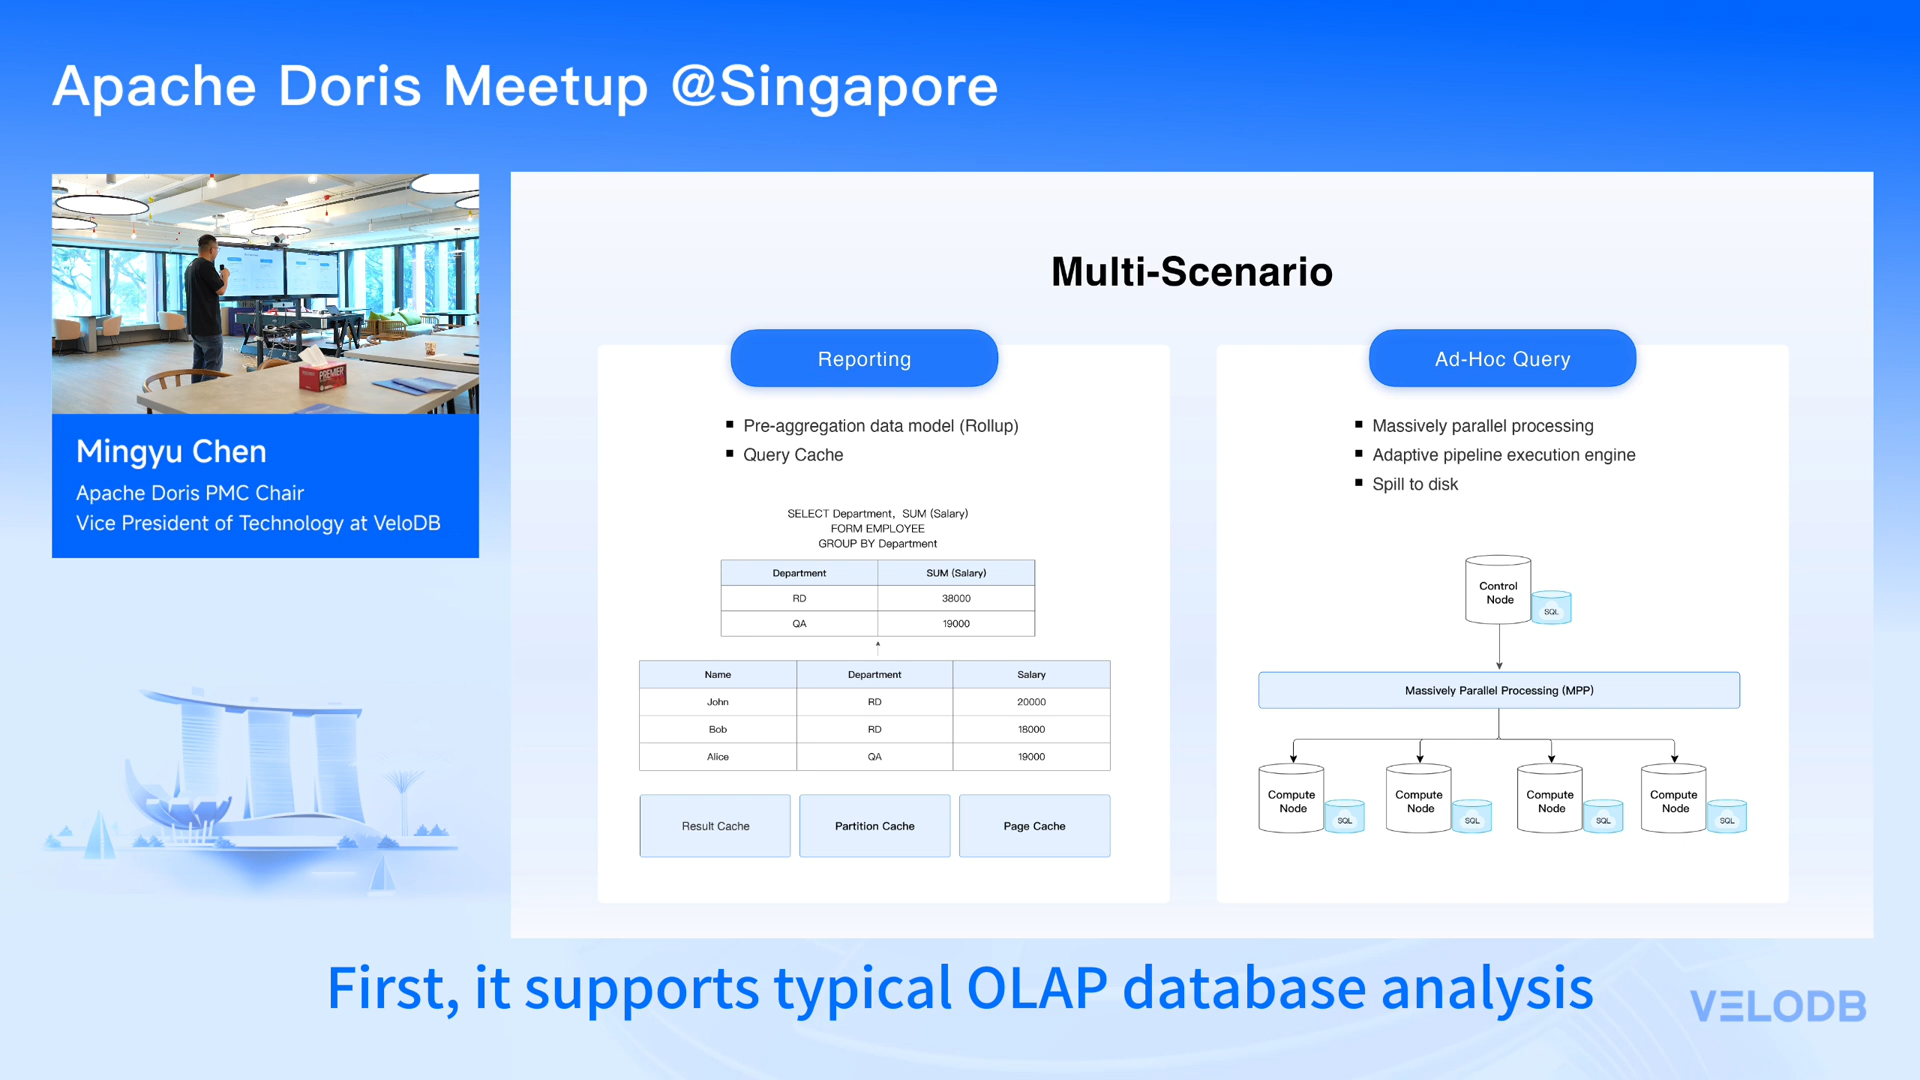 Apache Doris Meetup @Singapore
Mingyu Chen
Apache Doris PMC Chair
Vice President of Technology at VeloDB
Multi-Scenario
Reporting
Pre-aggregation data model (Rollup)
Query Cache
SELECT Department, SUM (Salary)
FORM EMPLOYEE
GROUP BY Department
Department SUM (Salary)
RD 38000
QA 19000
Name Department Salary
John RD 20000
Bob RD 18000
Alice QA 19000
Result Cache Partition Cache Page Cache
Ad-Hoc Query
Massively parallel processing
Adaptive pipeline execution engine
Spill to disk
Control
Node
SQL
Massively Parallel Processing (MPP)
Compute
Node
SQL
Compute
Node
SQL
Compute
Node
SQL
Compute
Node
SQL
First, it supports typical OLAP database analysis
VELODB